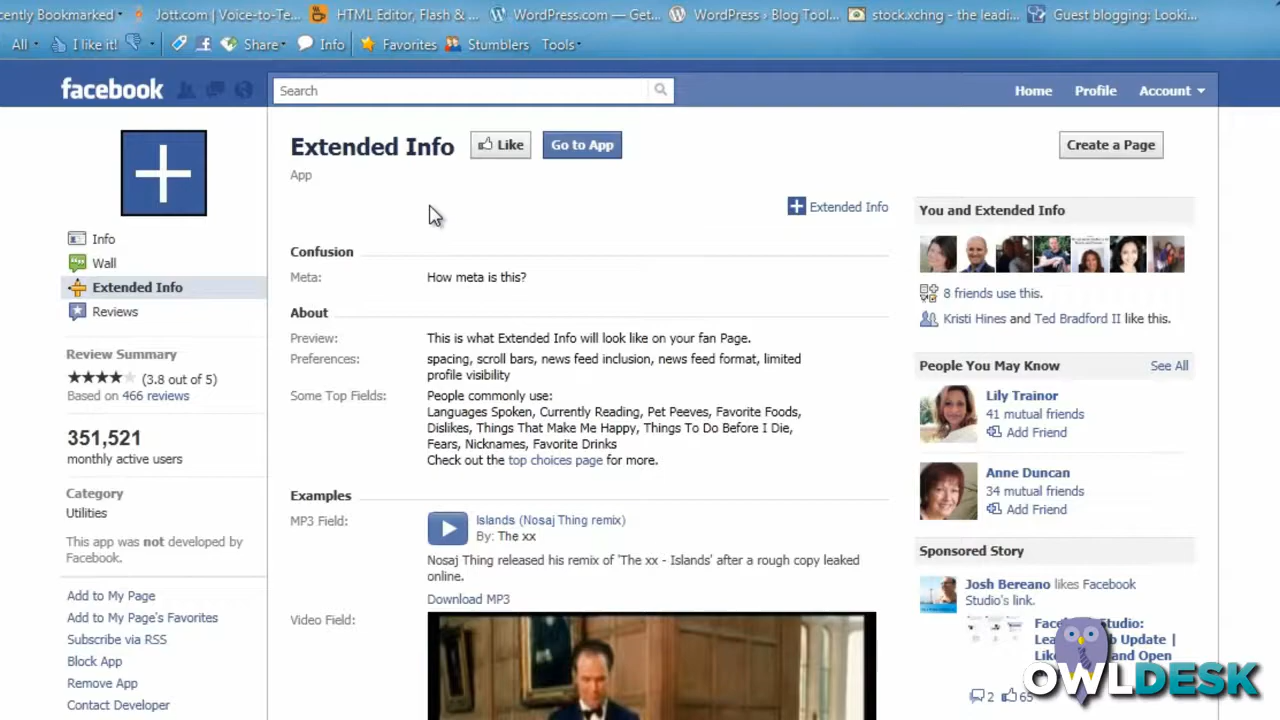 ecently Bookmarked
Jott.com | Voice-to-Te...
HTML Editor, Flash & ...
WordPress.com — Get...
WordPress › Blog Tool...
stock.xchng - the leadi...
Guest blogging: Looki...
All
I like it!
Share
Info
Favorites
Stumblers
Tools
facebook
Search
Home
Profile
Account
Extended Info
Like
Go to App
Create a Page
App
Extended Info
Info
Wall
Extended Info
Reviews
Review Summary
(3.8 out of 5)
Based on 466 reviews
351,521
monthly active users
Category
Utilities
This app was not developed by
Facebook.
Add to My Page
Add to My Page's Favorites
Subscribe via RSS
Block App
Remove App
Contact Developer
Confusion
Meta: How meta is this?
About
Preview: This is what Extended Info will look like on your fan Page.
Preferences: spacing, scroll bars, news feed inclusion, news feed format, limited
profile visibility
Some Top Fields: People commonly use:
Languages Spoken, Currently Reading, Pet Peeves, Favorite Foods,
Dislikes, Things That Make Me Happy, Things To Do Before I Die,
Fears, Nicknames, Favorite Drinks
Check out the top choices page for more.
Examples
MP3 Field: Islands (Nosaj Thing remix)
By: The xx
Nosaj Thing released his remix of 'The xx - Islands' after a rough copy leaked
online.
Download MP3
Video Field:
You and Extended Info
8 friends use this.
Kristi Hines and Ted Bradford II like this.
People You May Know
See All
Lily Trainor
41 mutual friends
Add Friend
Anne Duncan
34 mutual friends
Add Friend
Sponsored Story
Josh Bereano likes Facebook
Studio's link.
Studio:
Update |
and Open
2
65
OWLDESK